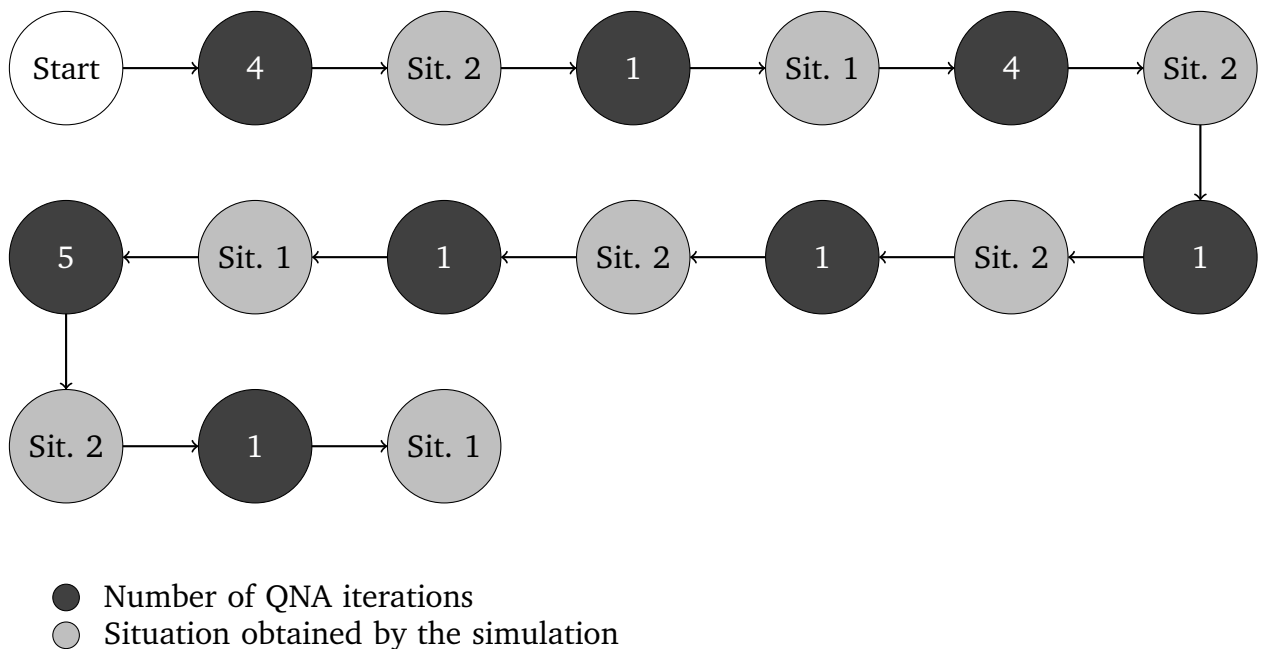 Start 4 Sit. 2 1 Sit. 1 4 Sit. 2
5 Sit. 1 1 Sit. 2 1 Sit. 2 1
Sit. 2 1 Sit. 1
Number of QNA iterations
Situation obtained by the simulation